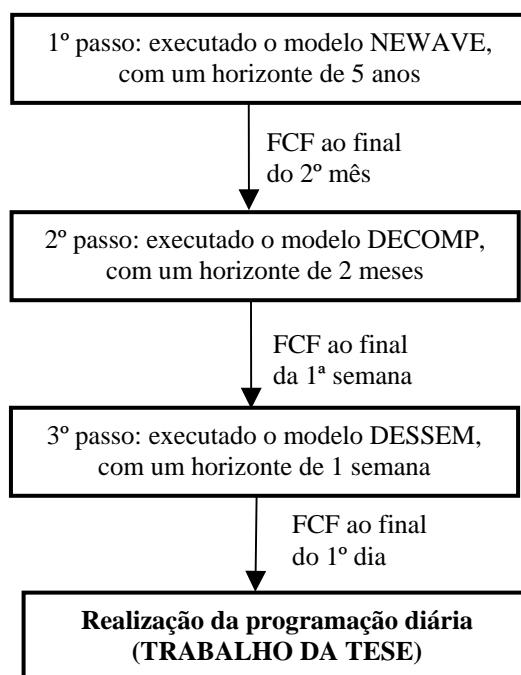 1º passo: executado o modelo NEWAVE,
com um horizonte de 5 anos
FCF ao final
do 2º mês
2º passo: executado o modelo DECOMP,
com um horizonte de 2 meses
FCF ao final
da 1ª semana
3º passo: executado o modelo DESSEM,
com um horizonte de 1 semana
FCF ao final
do 1º dia
Realização da programação diária
(TRABALHO DA TESE)